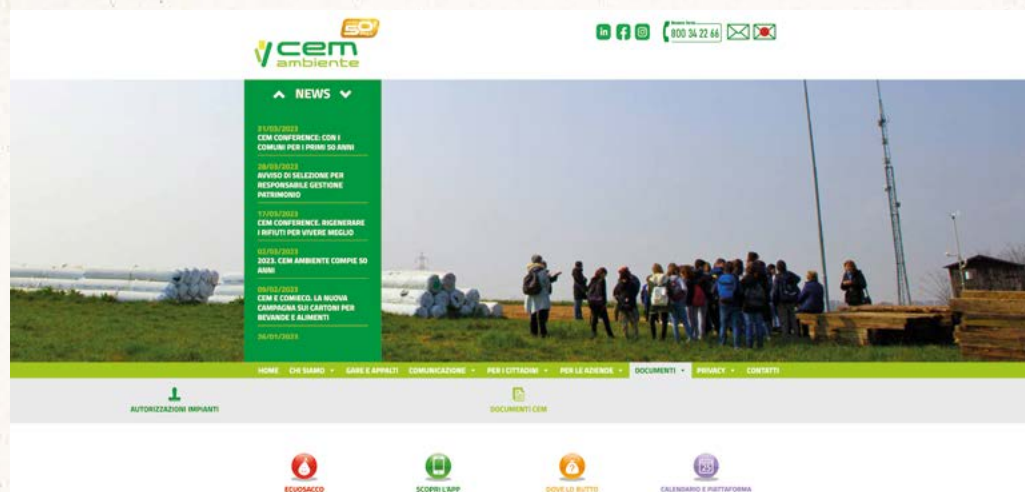 50°
cem
ambiente
in f
Numero Verde
800 34 22 66
NEWS
31/03/2023
CEM CONFERENCE: CON I
COMUNI PER I PRIMI 50 ANNI
28/03/2023
AVVISO DI SELEZIONE PER
RESPONSABILE GESTIONE
PATRIMONIO
17/03/2023
CEM CONFERENCE. RIGENERARE
I RIFIUTI PER VIVERE MEGLIO
02/03/2023
2023. CEM AMBIENTE COMPIE 50
ANNI
09/02/2023
CEM E COMIECO. LA NUOVA
CAMPAGNA SUI CARTONI PER
BEVANDE E ALIMENTI
26/01/2023
HOME CHI SIAMO GARE E APPALTI COMUNICAZIONE PER I CITTADINI PER LE AZIENDE DOCUMENTI PRIVACY CONTATTI
AUTORIZZAZIONI IMPIANTI DOCUMENTI CEM
25
ECUOSACCO SCOPRI L'APP DOVE LO BUTTO CALENDARIO E PIATTAFORMA